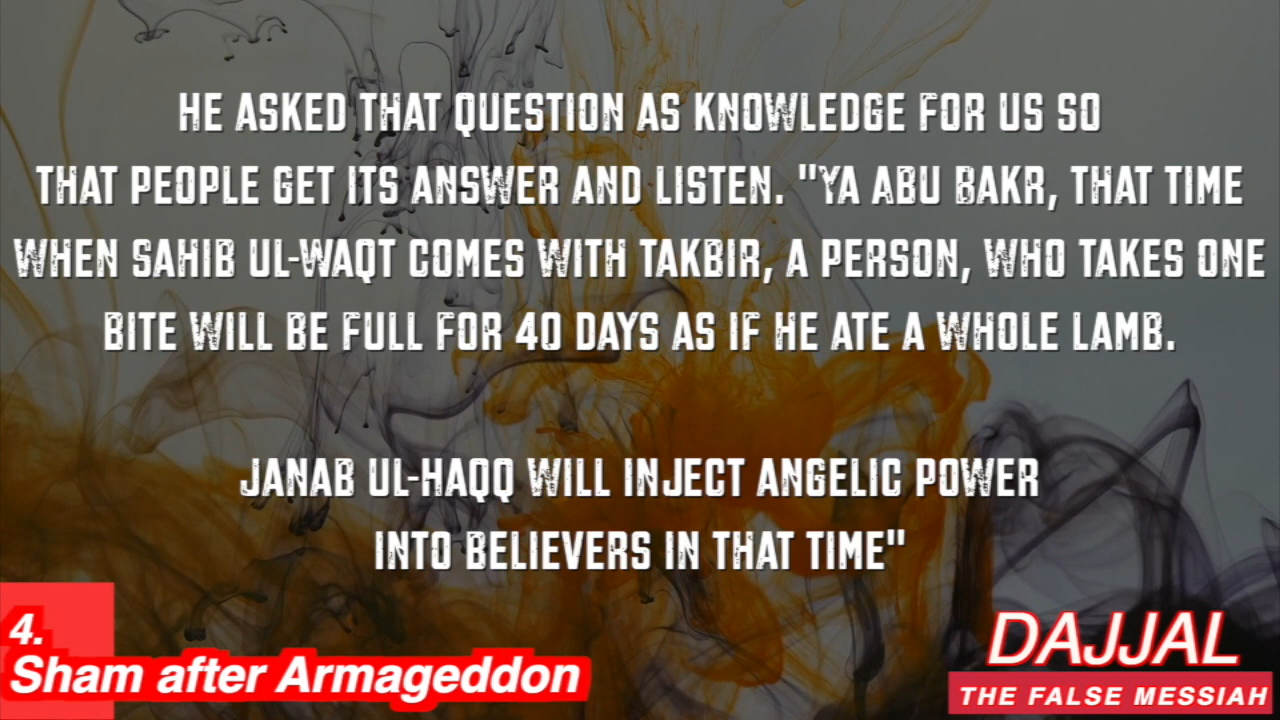 HE ASKED THAT QUESTION AS KNOWLEDGE FOR US SO
THAT PEOPLE GET ITS ANSWER AND LISTEN. "YA ABU BAKR, THAT TIME
WHEN SAHIB UL-WAQT COMES WITH TAKBIR, A PERSON, WHO TAKES ONE
BITE WILL BE FULL FOR 40 DAYS AS IF HE ATE A WHOLE LAMB.
JANAB UL-HAQQ WILL INJECT ANGELIC POWER
INTO BELIEVERS IN THAT TIME"
4.
Sham after Armageddon
DAJJAL
THE FALSE MESSIAH